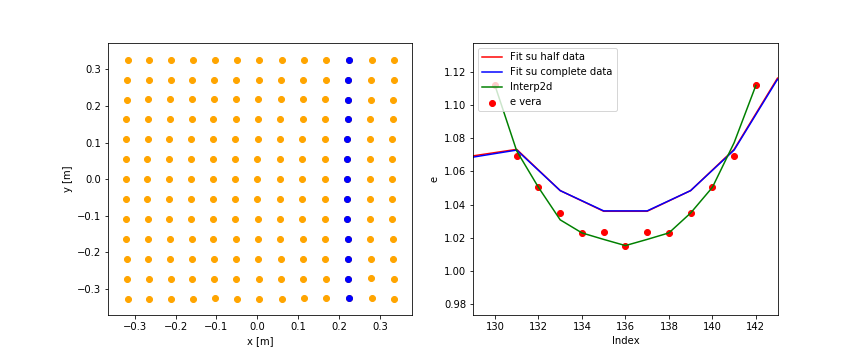 0.3
0.2
0.1
0.0
−0.1
−0.2
−0.3
y [m]
−0.3 −0.2 −0.1 0.0 0.1 0.2 0.3
x [m]
Fit su half data
Fit su complete data
Interp2d
e vera
1.12
1.10
1.08
1.06
1.04
1.02
1.00
0.98
e
130 132 134 136 138 140 142
Index